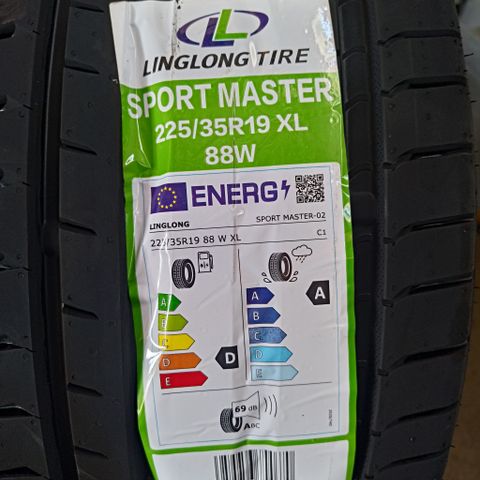 LINGLONG TIRE
SPORT MASTER
225/35R19 XL
88W
ENERG
LINGLONG SPORT MASTER-02
225/35R19 88 W XL C1
A A A
B B
C C
D D D
E E
69 dB
ABC